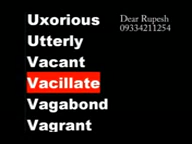 Uxorious
Utterly
Vacant
Vacillate
Vagabond
Vagrant
Dear Rupesh
09334211254